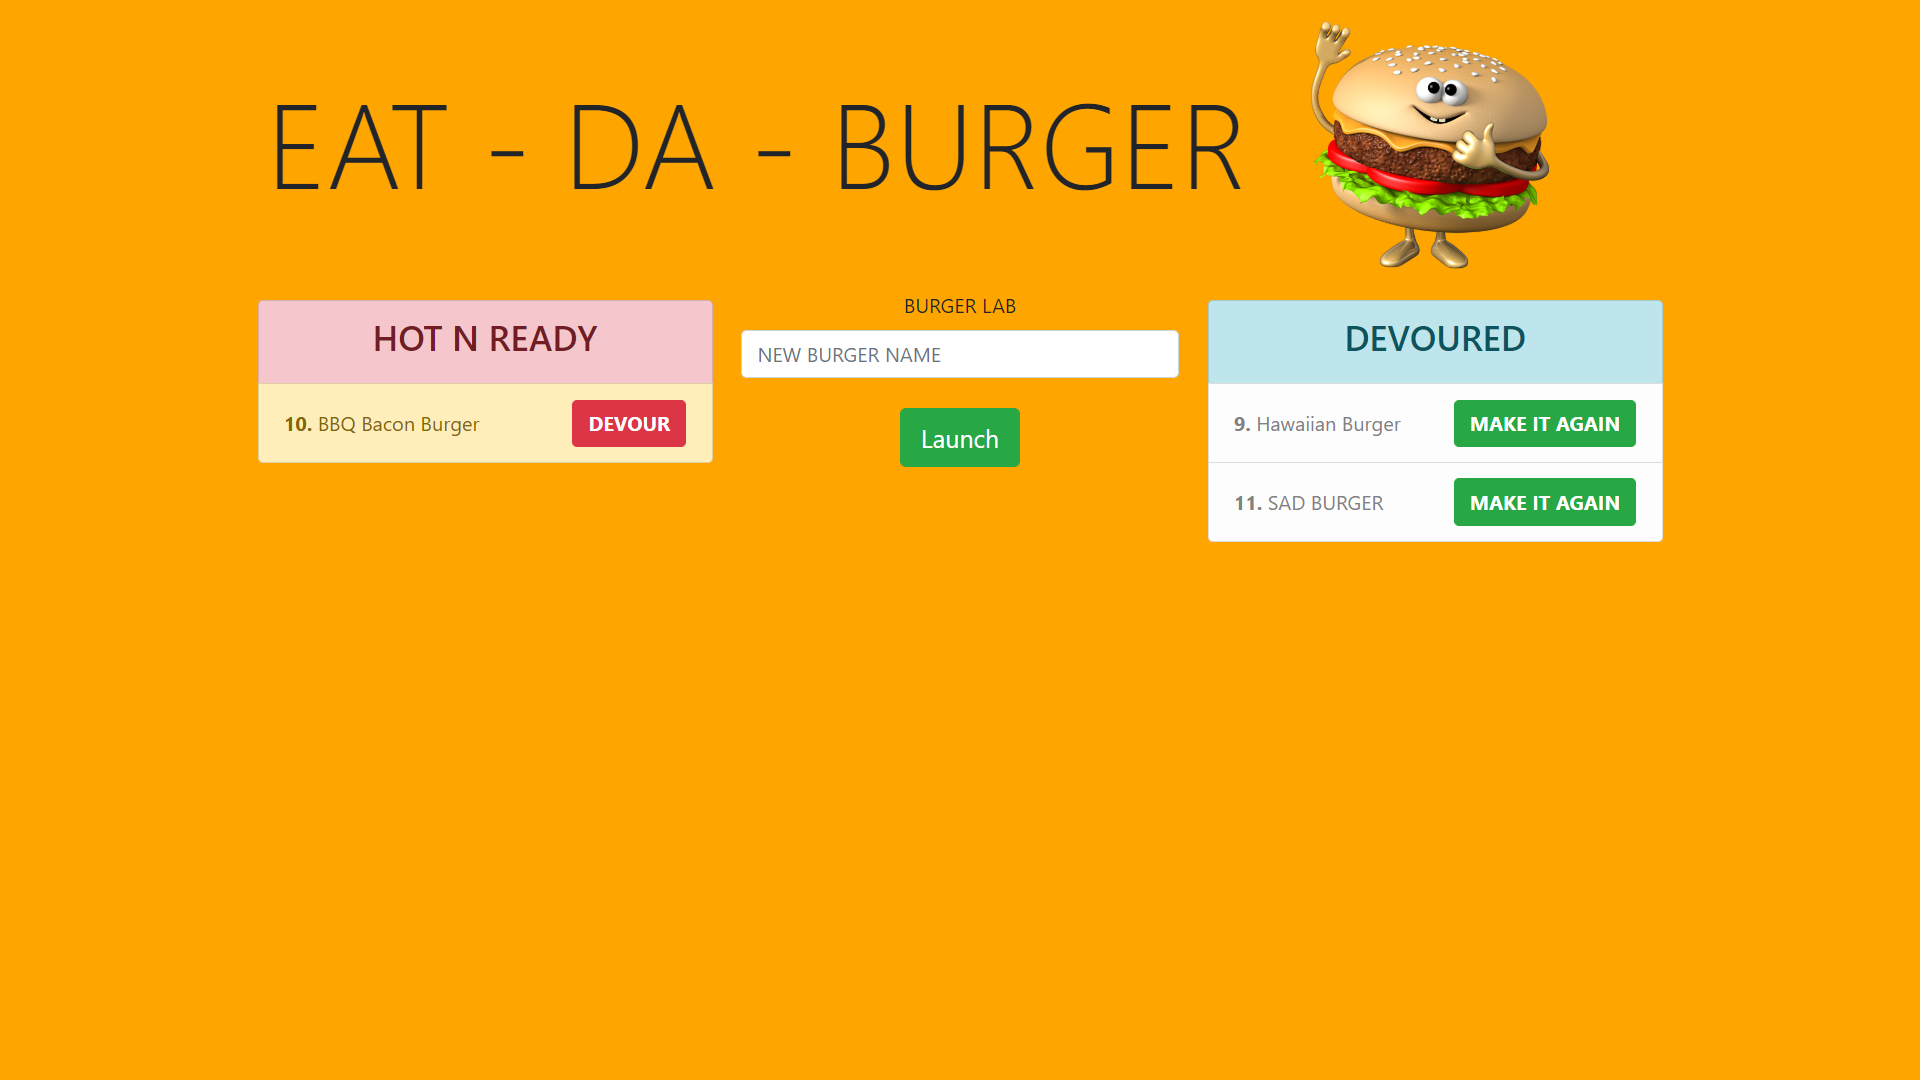 EAT - DA - BURGER
HOT N READY
10. BBQ Bacon Burger
DEVOUR
BURGER LAB
NEW BURGER NAME
Launch
DEVOURED
9. Hawaiian Burger
MAKE IT AGAIN
11. SAD BURGER
MAKE IT AGAIN